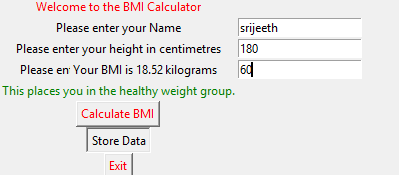 Welcome to the BMI Calculator
Please enter your Name srijeeth
Please enter your height in centimetres 180
Please en Your BMI is 18.52 kilograms 60
This places you in the healthy weight group.
Calculate BMI
Store Data
Exit